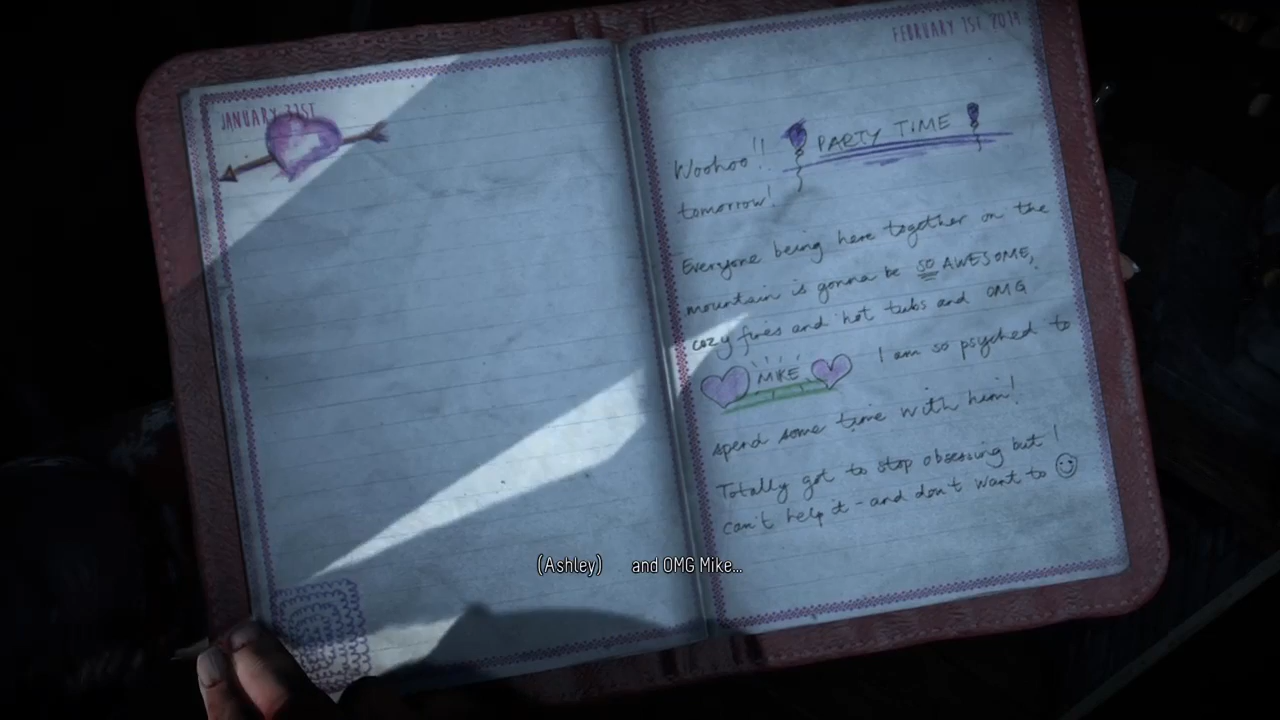 JANUARY 31ST
FEBRUARY 1ST 2014
Woohoo!! PARTY TIME
tomorrow!
Everyone being here together on the
mountain is gonna be so AWESOME,
cozy fires and hot tubs and OMG
MIKE I am so psyched to
spend some time with him!
Totally got to stop obsessing but I
can't help it - and don't want to ☺
(Ashley) and OMG Mike...